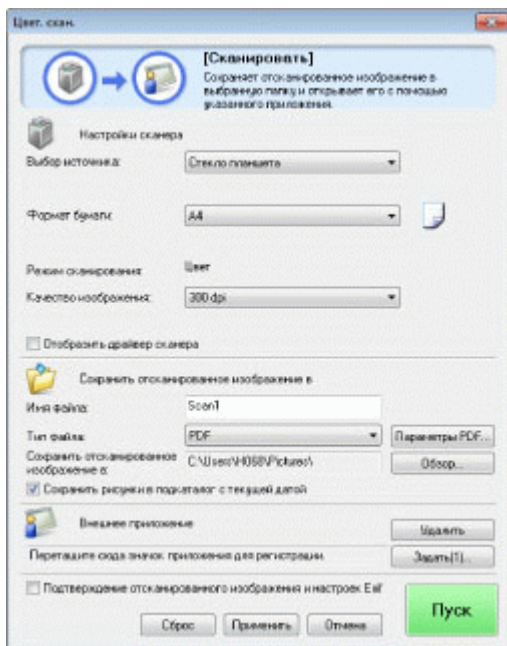 Цвет. скан.
[Сканировать]
Сохраняет отсканированное изображение в
выбранную папку и открывает его с помощью
указанного приложения.
Настройки сканера
Выбор источника: Стекло планшета
Формат бумаги: A4
Режим сканирования: Цвет
Качество изображения: 300 dpi
Отобразить драйвер сканера
Сохранить отсканированное изображение в
Имя файла: Scan1
Тип файла: PDF Параметры PDF...
Сохранить отсканированное
изображение в: C:\Users\HOSB\Pictures\ Обзор...
Сохранить рисунки в подкаталог с текущей датой
Внешнее приложение Удалить
Перетащите сюда значок приложения для регистрации. Задать(1)...
Подтверждение отсканированного изображения и настроек Exif
Сброс Применить Отмена Пуск